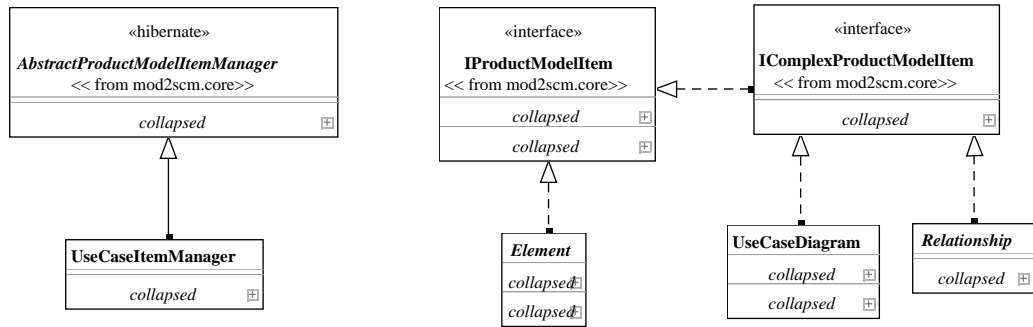 «hibernate»
AbstractProductModelItemManager
<< from mod2scm.core>>
collapsed
UseCaseItemManager
collapsed
«interface»
IProductModelItem
<< from mod2scm.core>>
collapsed
collapsed
Element
collapsed
collapsed
«interface»
IComplexProductModelItem
<< from mod2scm.core>>
collapsed
UseCaseDiagram
collapsed
collapsed
Relationship
collapsed